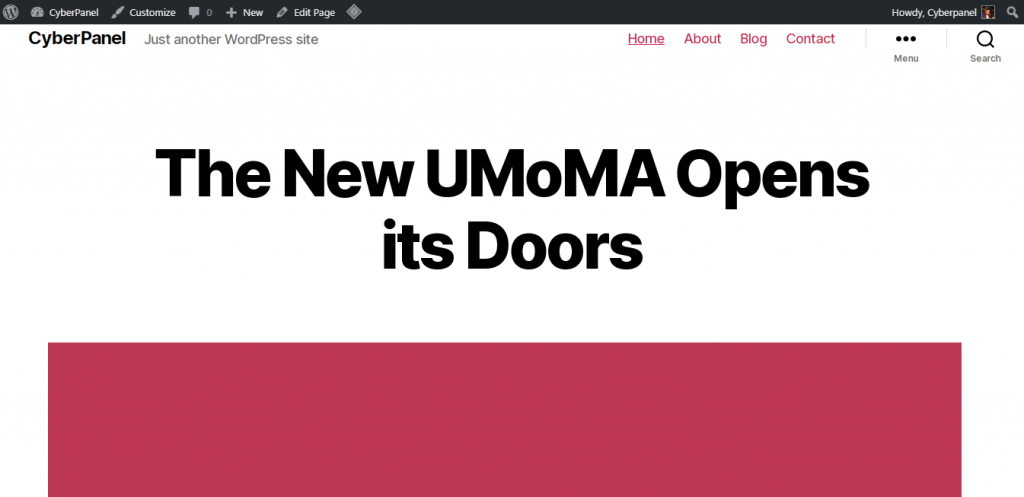 CyberPanel Customize 0 New Edit Page Howdy, Cyberpanel
CyberPanel Just another WordPress site Home About Blog Contact
Menu Search
The New UMoMA Opens
its Doors